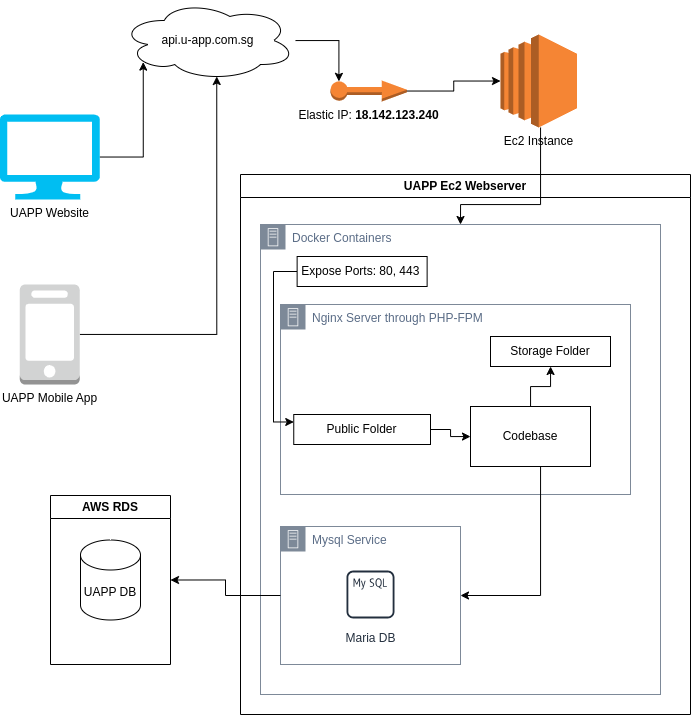 api.u-app.com.sg
Elastic IP: 18.142.123.240
Ec2 Instance
UAPP Website
UAPP Mobile App
UAPP Ec2 Webserver
Docker Containers
Expose Ports: 80, 443
Nginx Server through PHP-FPM
Storage Folder
Public Folder
Codebase
AWS RDS
UAPP DB
Mysql Service
My SQL
Maria DB